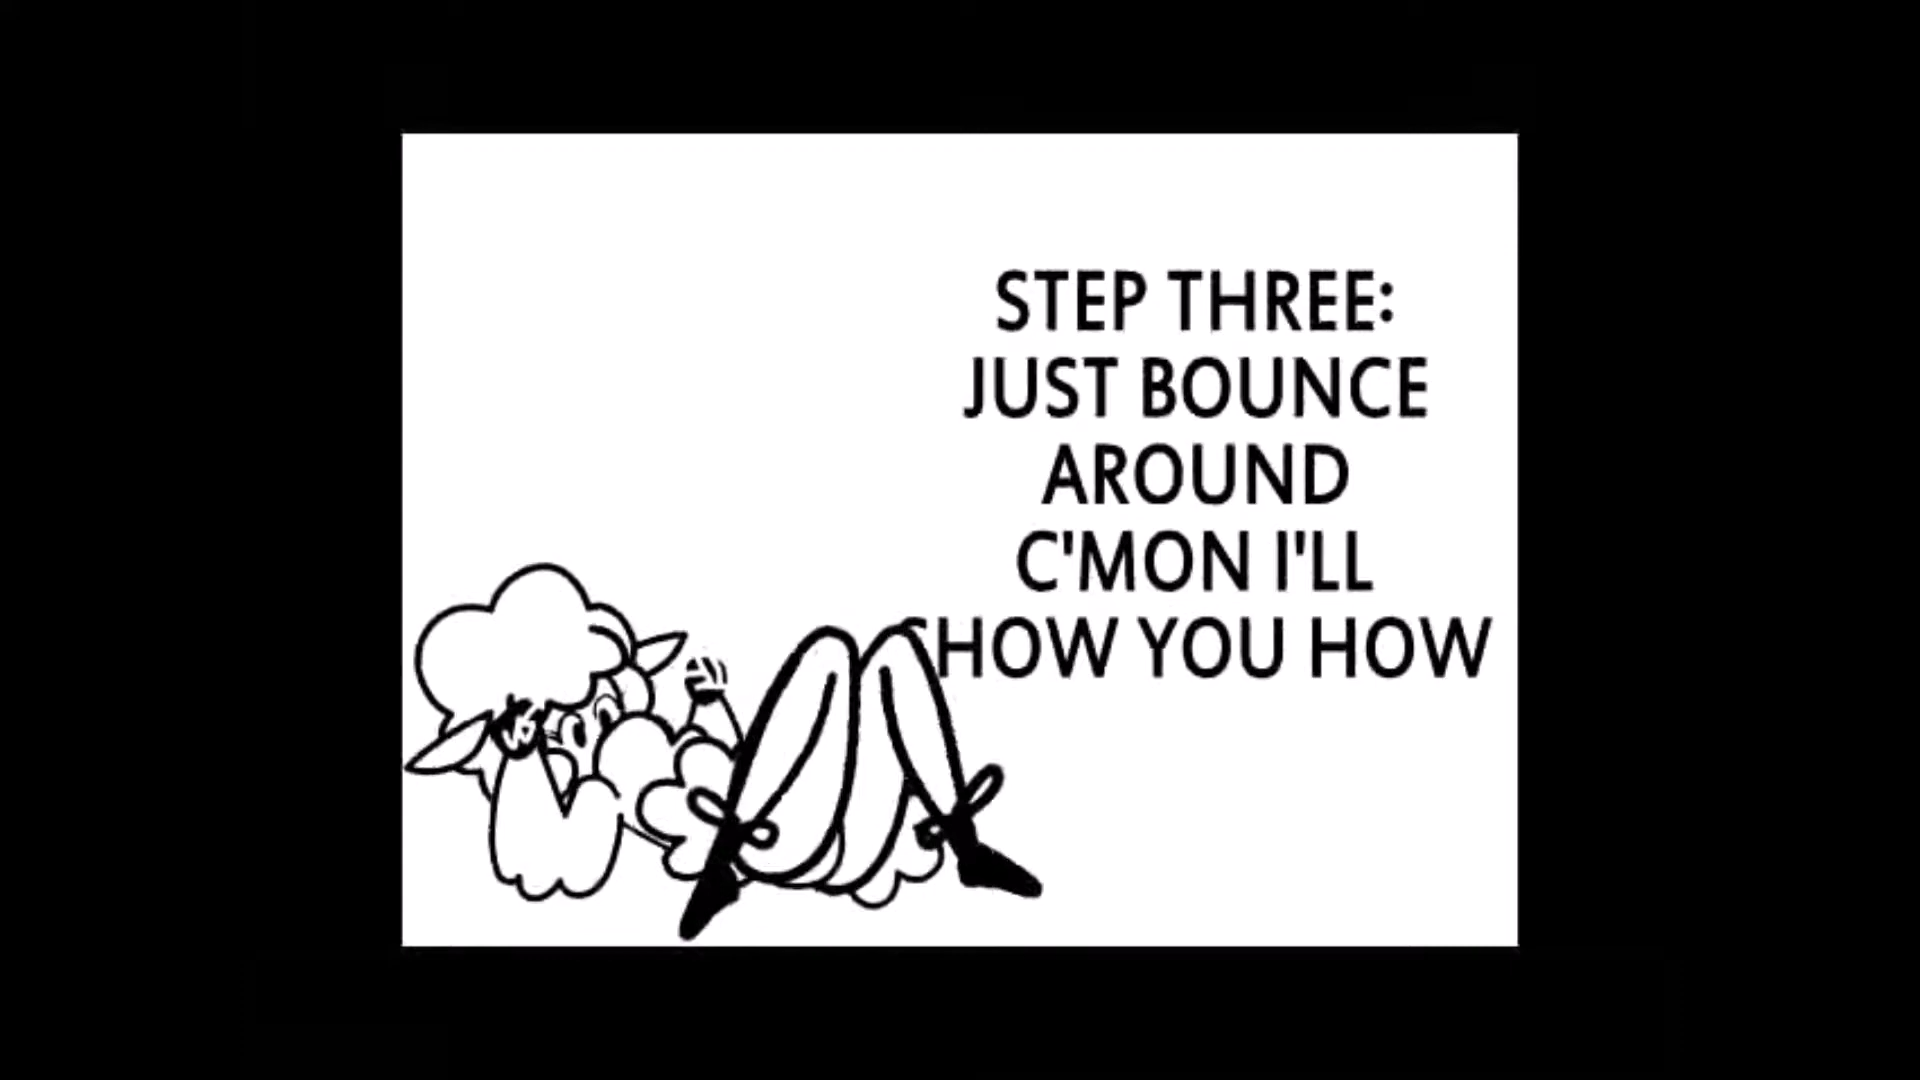 STEP THREE:
JUST BOUNCE
AROUND
C'MON I'LL
SHOW YOU HOW